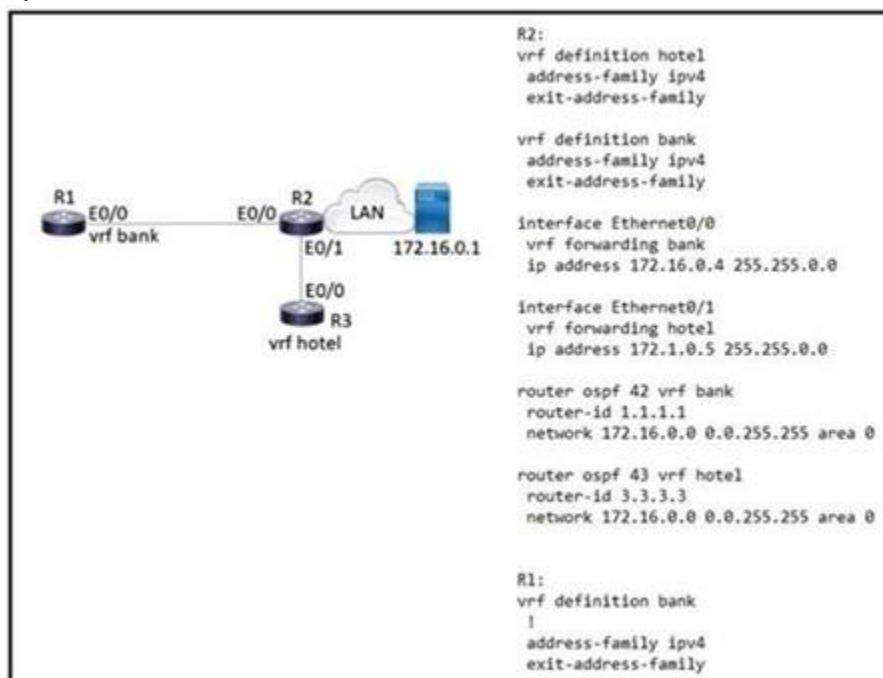 R2:
vrf definition hotel
address-family ipv4
exit-address-family
vrf definition bank
address-family ipv4
exit-address-family
interface Ethernet0/0
vrf forwarding bank
ip address 172.16.0.4 255.255.0.0
interface Ethernet0/1
vrf forwarding hotel
ip address 172.1.0.5 255.255.0.0
router ospf 42 vrf bank
router-id 1.1.1.1
network 172.16.0.0 0.0.255.255 area 0
router ospf 43 vrf hotel
router-id 3.3.3.3
network 172.16.0.0 0.0.255.255 area 0
R1:
vrf definition bank
!
address-family ipv4
exit-address-family
R1
E0/0
vrf bank
E0/0
R2
LAN
E0/1
172.16.0.1
E0/0
R3
vrf hotel